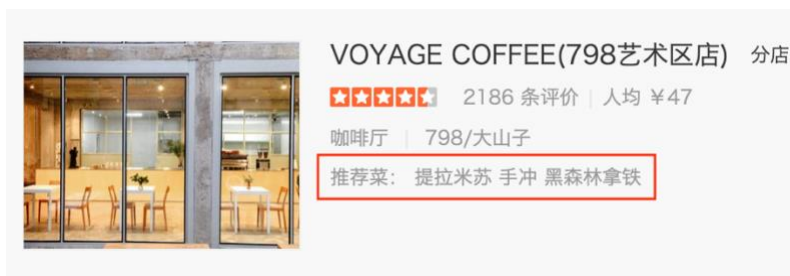 VOYAGE COFFEE(798艺术区店) 分店
2186 条评价 | 人均 ￥47
咖啡厅 | 798/大山子
推荐菜： 提拉米苏 手冲 黑森林拿铁